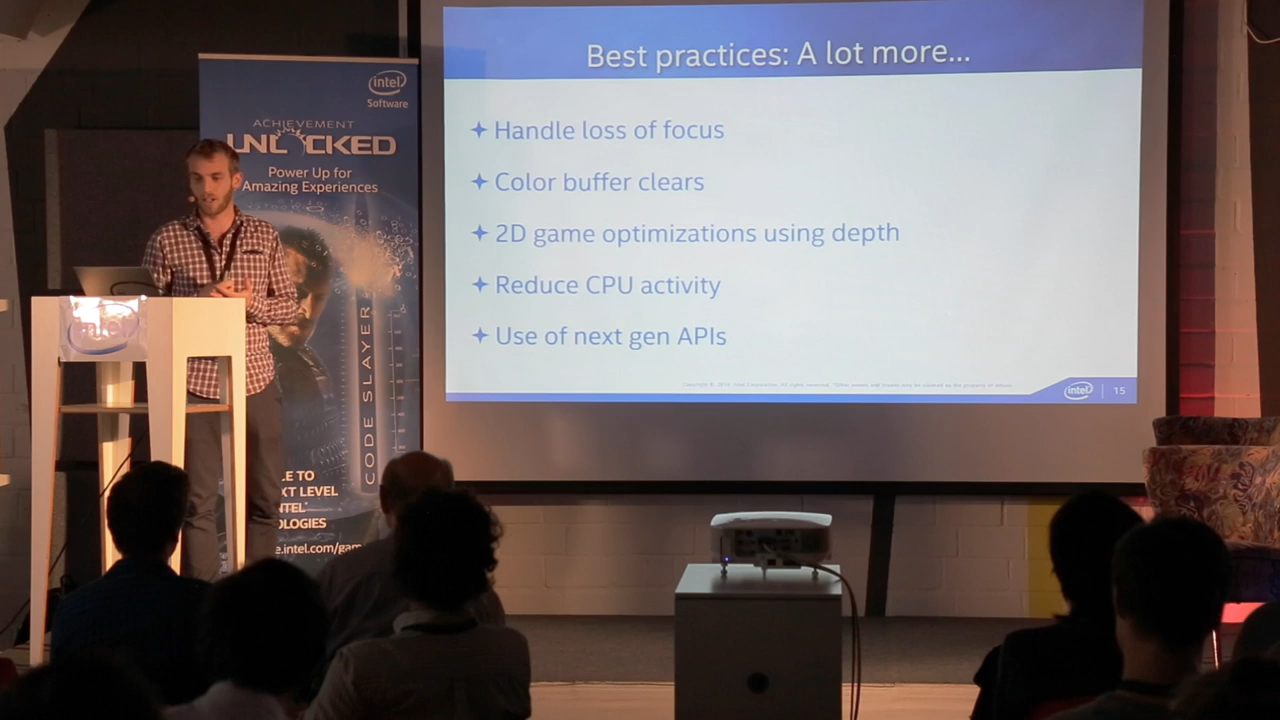 intel
Software
ACHIEVEMENT
UNLOCKED
Power Up for
Amazing Experiences
CODE SLAYER
LE TO
XT LEVEL
NTEL
OLOGIES
e.intel.com/gam
intel
Best practices: A lot more...
✦ Handle loss of focus
✦ Color buffer clears
✦ 2D game optimizations using depth
✦ Reduce CPU activity
✦ Use of next gen APIs
intel | 15